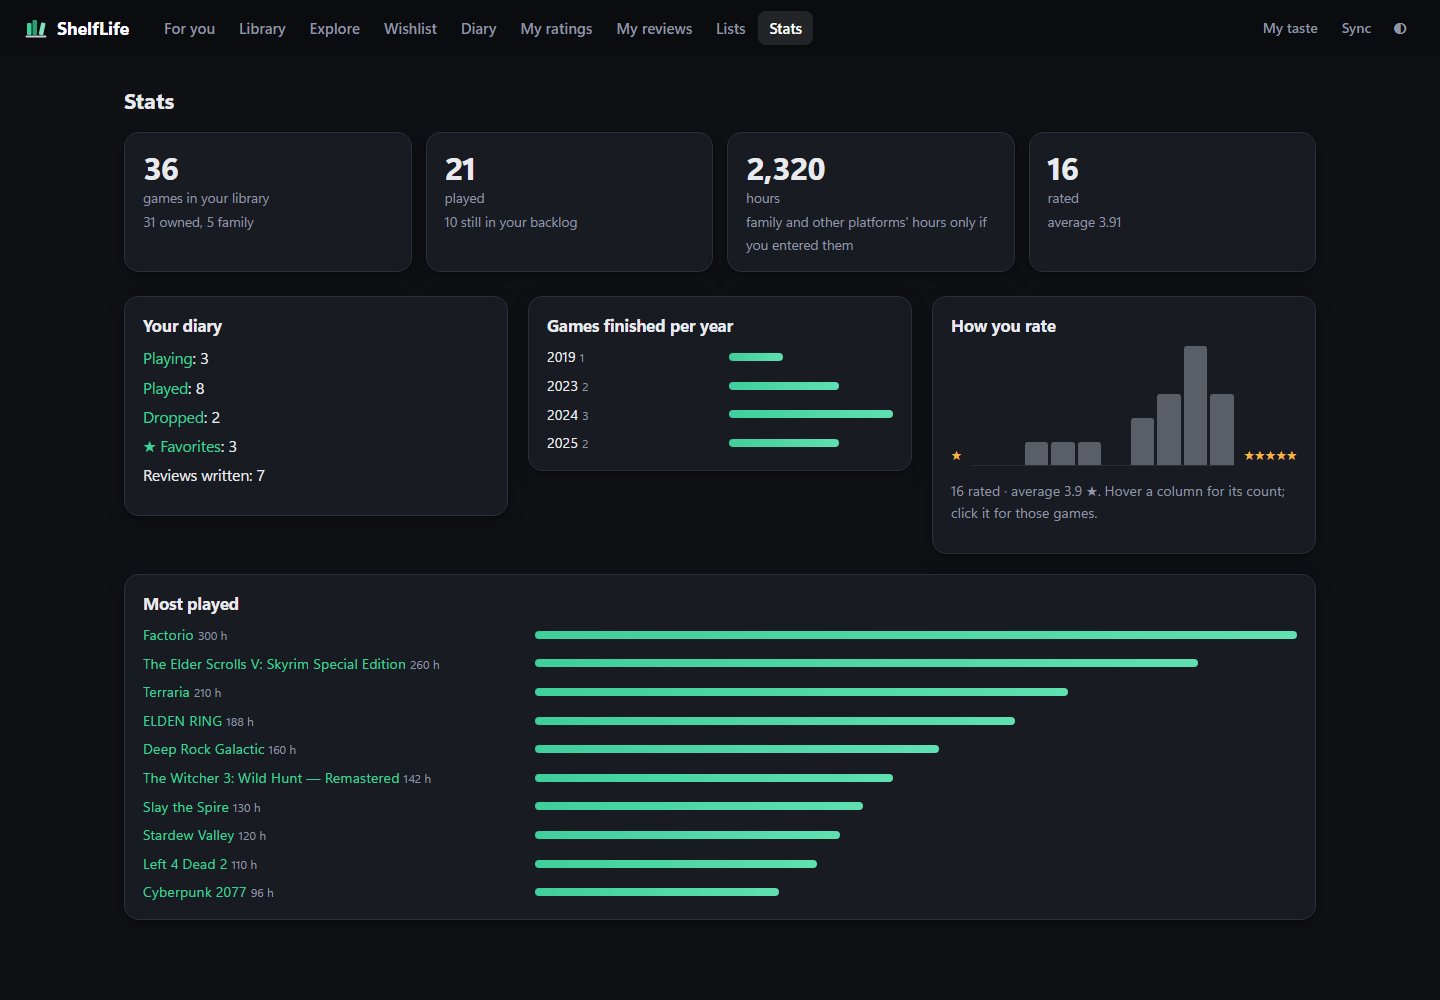 ShelfLife For you Library Explore Wishlist Diary My ratings My reviews Lists Stats My taste Sync
Stats
36
games in your library
31 owned, 5 family
21
played
10 still in your backlog
2,320
hours
family and other platforms' hours only if
you entered them
16
rated
average 3.91
Your diary
Playing: 3
Played: 8
Dropped: 2
★ Favorites: 3
Reviews written: 7
Games finished per year
2019 1
2023 2
2024 3
2025 2
How you rate
★ ★★★★★
16 rated · average 3.9 ★. Hover a column for its count;
click it for those games.
Most played
Factorio 300 h
The Elder Scrolls V: Skyrim Special Edition 260 h
Terraria 210 h
ELDEN RING 188 h
Deep Rock Galactic 160 h
The Witcher 3: Wild Hunt — Remastered 142 h
Slay the Spire 130 h
Stardew Valley 120 h
Left 4 Dead 2 110 h
Cyberpunk 2077 96 h